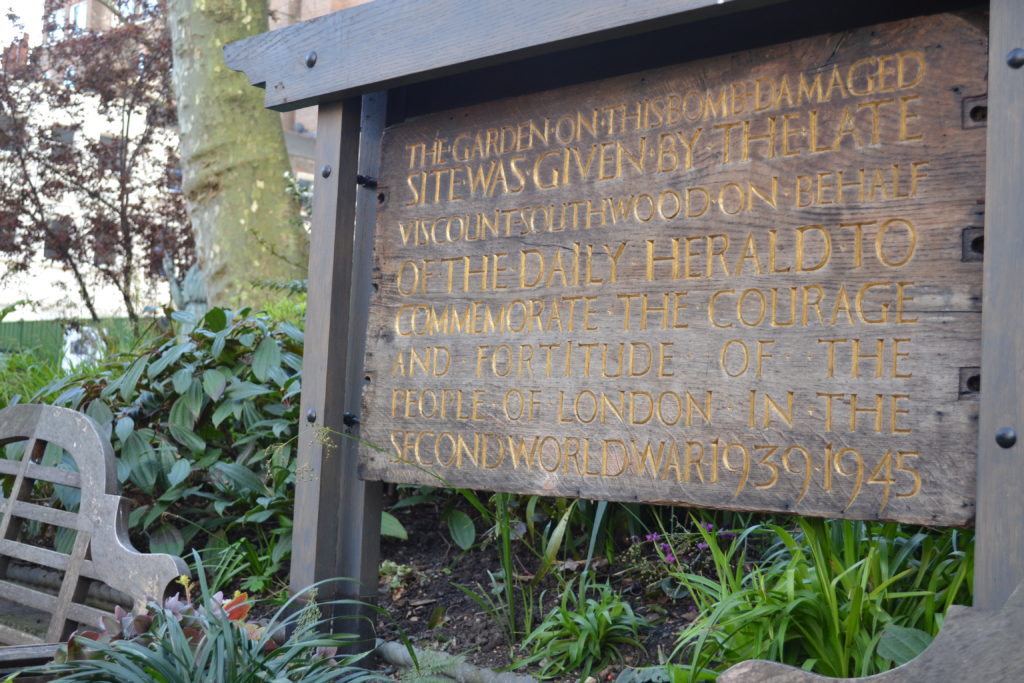 THE·GARDEN·ON·THIS BOMB DAMAGED
SITE·WAS·GIVEN·BY·THE·LATE
VISCOUNT·SOUTHWOOD·ON·BEHALF
OF·THE·DAILY·HERALD·TO
COMMEMORATE·THE·COURAGE
AND·FORTITUDE·OF·THE
PEOPLE·OF·LONDON·IN·THE
SECOND WORLD WAR 1939·1945